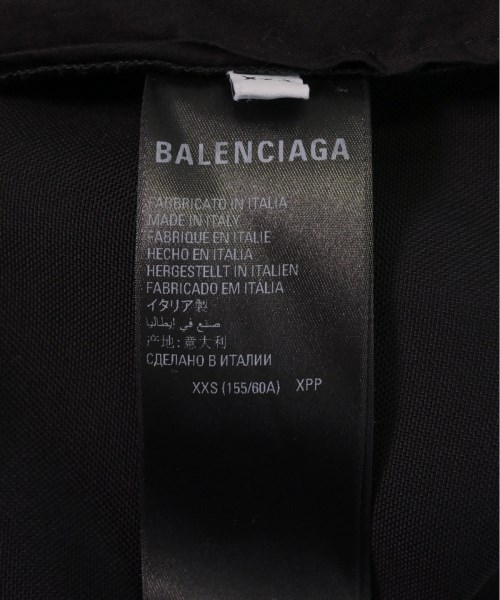 BALENCIAGA
FABBRICATO IN ITALIA
MADE IN ITALY
FABRIQUE EN ITALIE
HECHO EN ITALIA
HERGESTELLT IN ITALIEN
FABRICADO EM ITÁLIA
イタリア製
صنع في إيطاليا
产地:意大利
СДЕЛАНО В ИТАЛИИ
XXS (155/60A) XPP